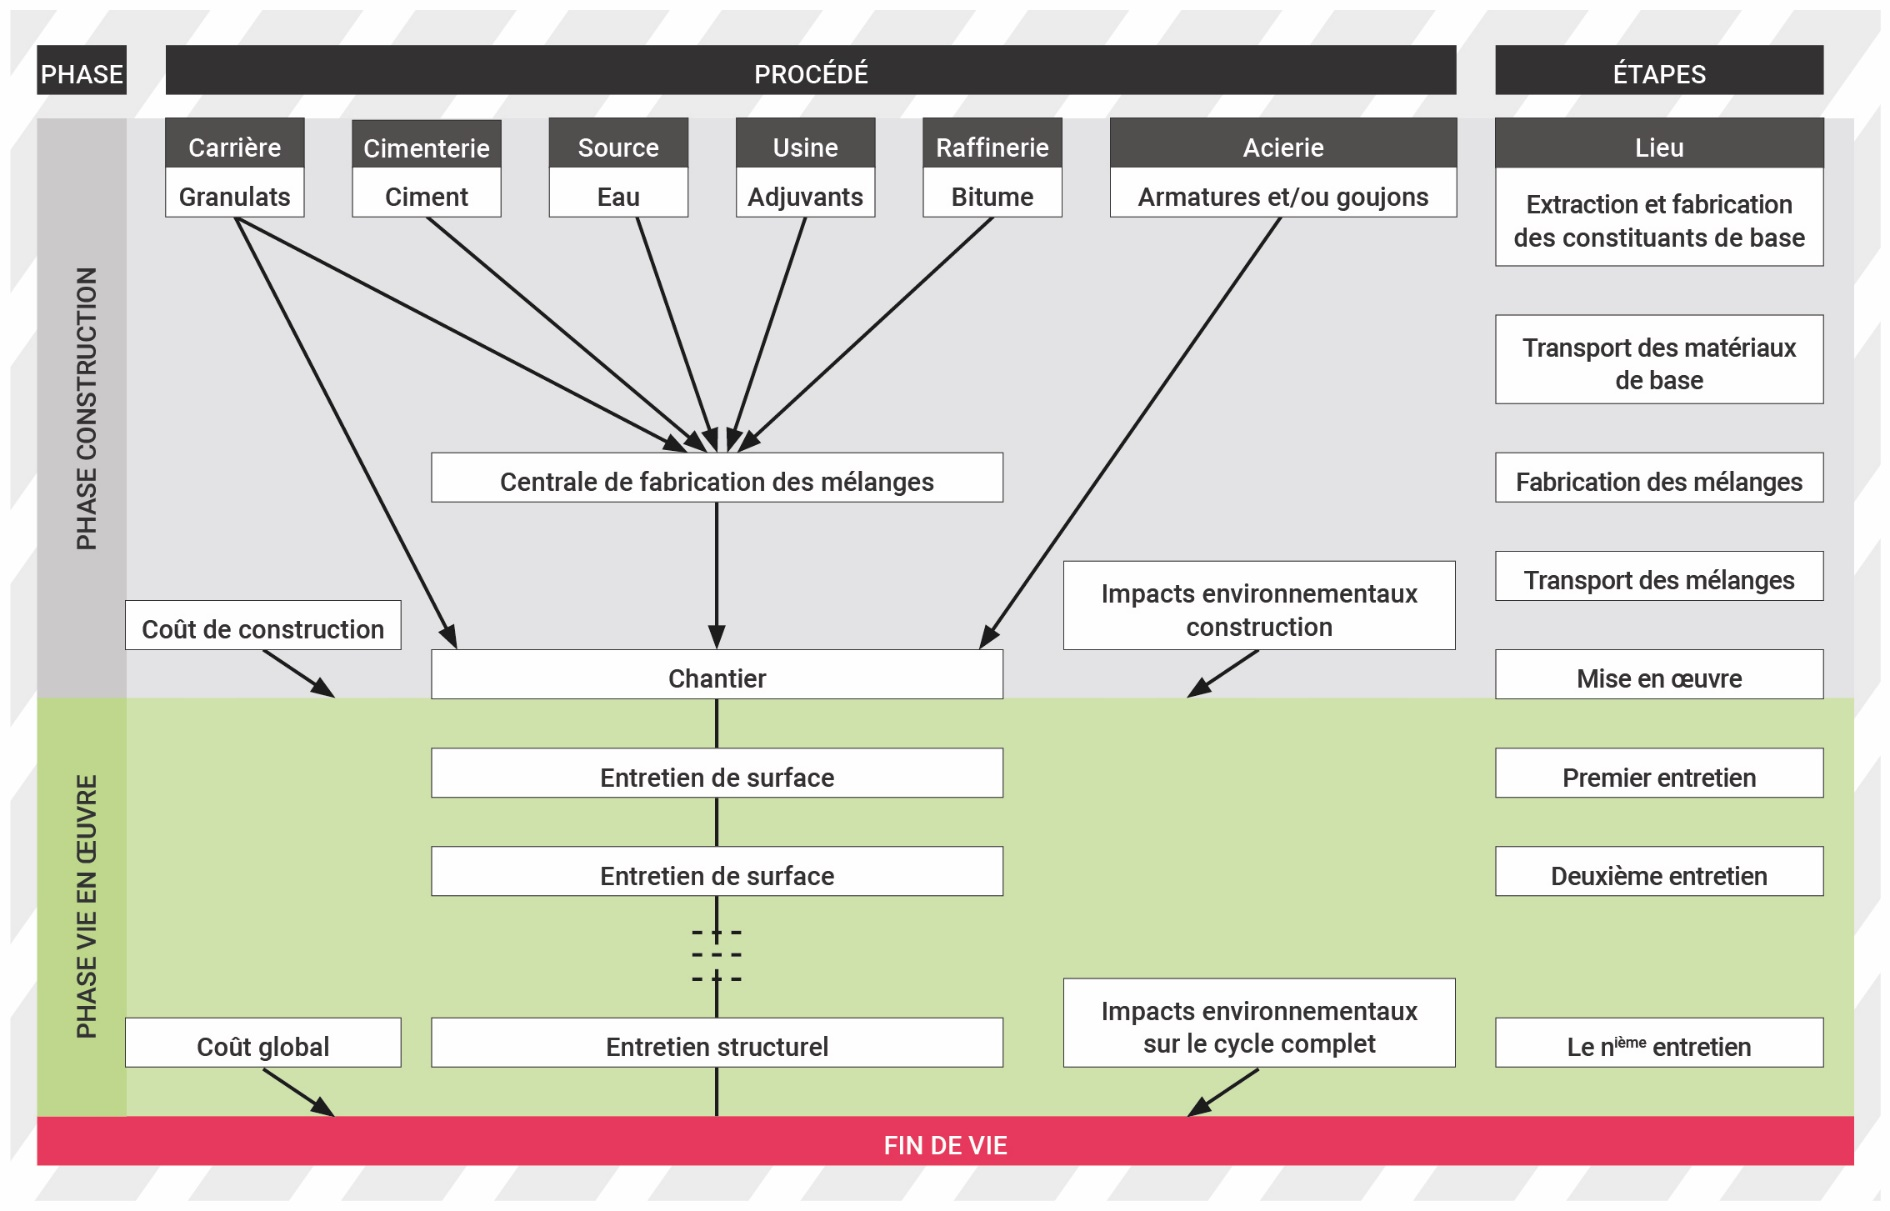 PHASE
PROCÉDÉ
ÉTAPES
Carrière
Cimenterie
Source
Usine
Raffinerie
Acierie
Lieu
Granulats
Ciment
Eau
Adjuvants
Bitume
Armatures et/ou goujons
Extraction et fabrication
des constituants de base
PHASE CONSTRUCTION
Transport des matériaux
de base
Centrale de fabrication des mélanges
Fabrication des mélanges
Transport des mélanges
Coût de construction
Impacts environnementaux
construction
Chantier
Mise en œuvre
PHASE VIE EN ŒUVRE
Entretien de surface
Premier entretien
Entretien de surface
Deuxième entretien
Coût global
Entretien structurel
Impacts environnementaux
sur le cycle complet
Le nième entretien
FIN DE VIE